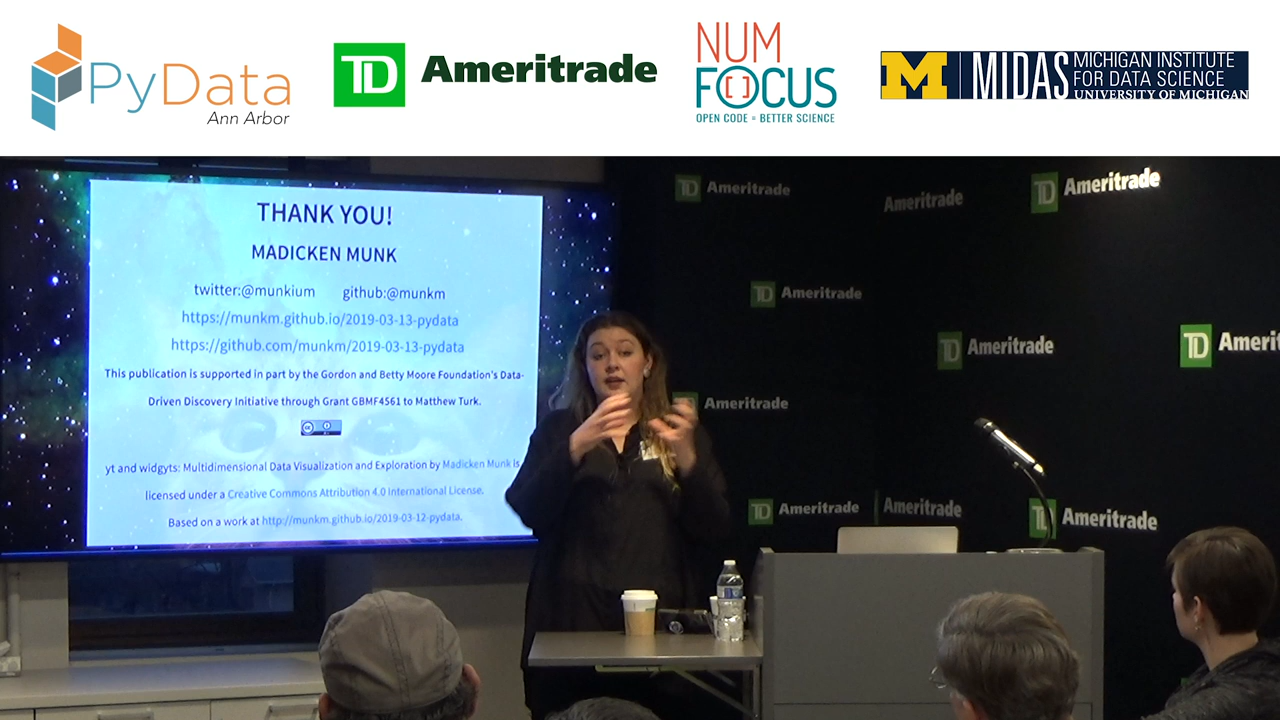 PyData
Ann Arbor
TD Ameritrade
NUM
FOCUS
OPEN CODE = BETTER SCIENCE
M MIDAS MICHIGAN INSTITUTE
FOR DATA SCIENCE
UNIVERSITY OF MICHIGAN
THANK YOU!
MADICKEN MUNK
twitter:@munkium github:@munkm
https://munkm.github.io/2019-03-13-pydata
https://github.com/munkm/2019-03-13-pydata
This publication is supported in part by the Gordon and Betty Moore Foundation's Data-
Driven Discovery Initiative through Grant GBMF4561 to Matthew Turk.
cc
yt and widgyts: Multidimensional Data Visualization and Exploration by Madicken Munk is
licensed under a Creative Commons Attribution 4.0 International License.
Based on a work at http://munkm.github.io/2019-03-12-pydata.
TD Ameritrade
Ameritrade
TD Ameritrade
TD Ameritrade
TD Ameritrade
TD Ameri
Ameritrade
TD Ameritrade
Ameritrade
TD Ameritrade